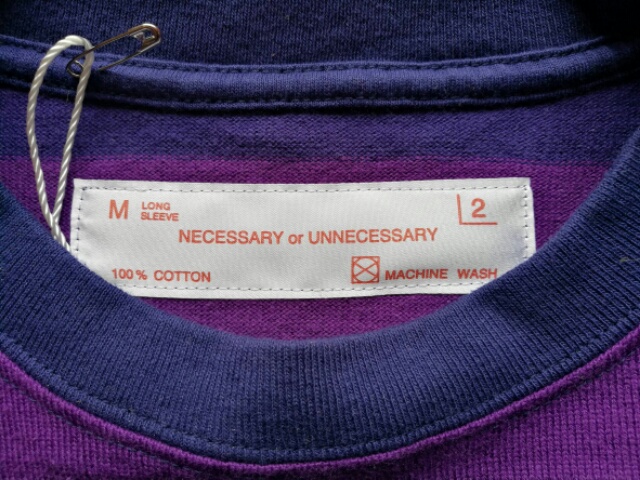 M LONG SLEEVE
2
NECESSARY or UNNECESSARY
100% COTTON
MACHINE WASH